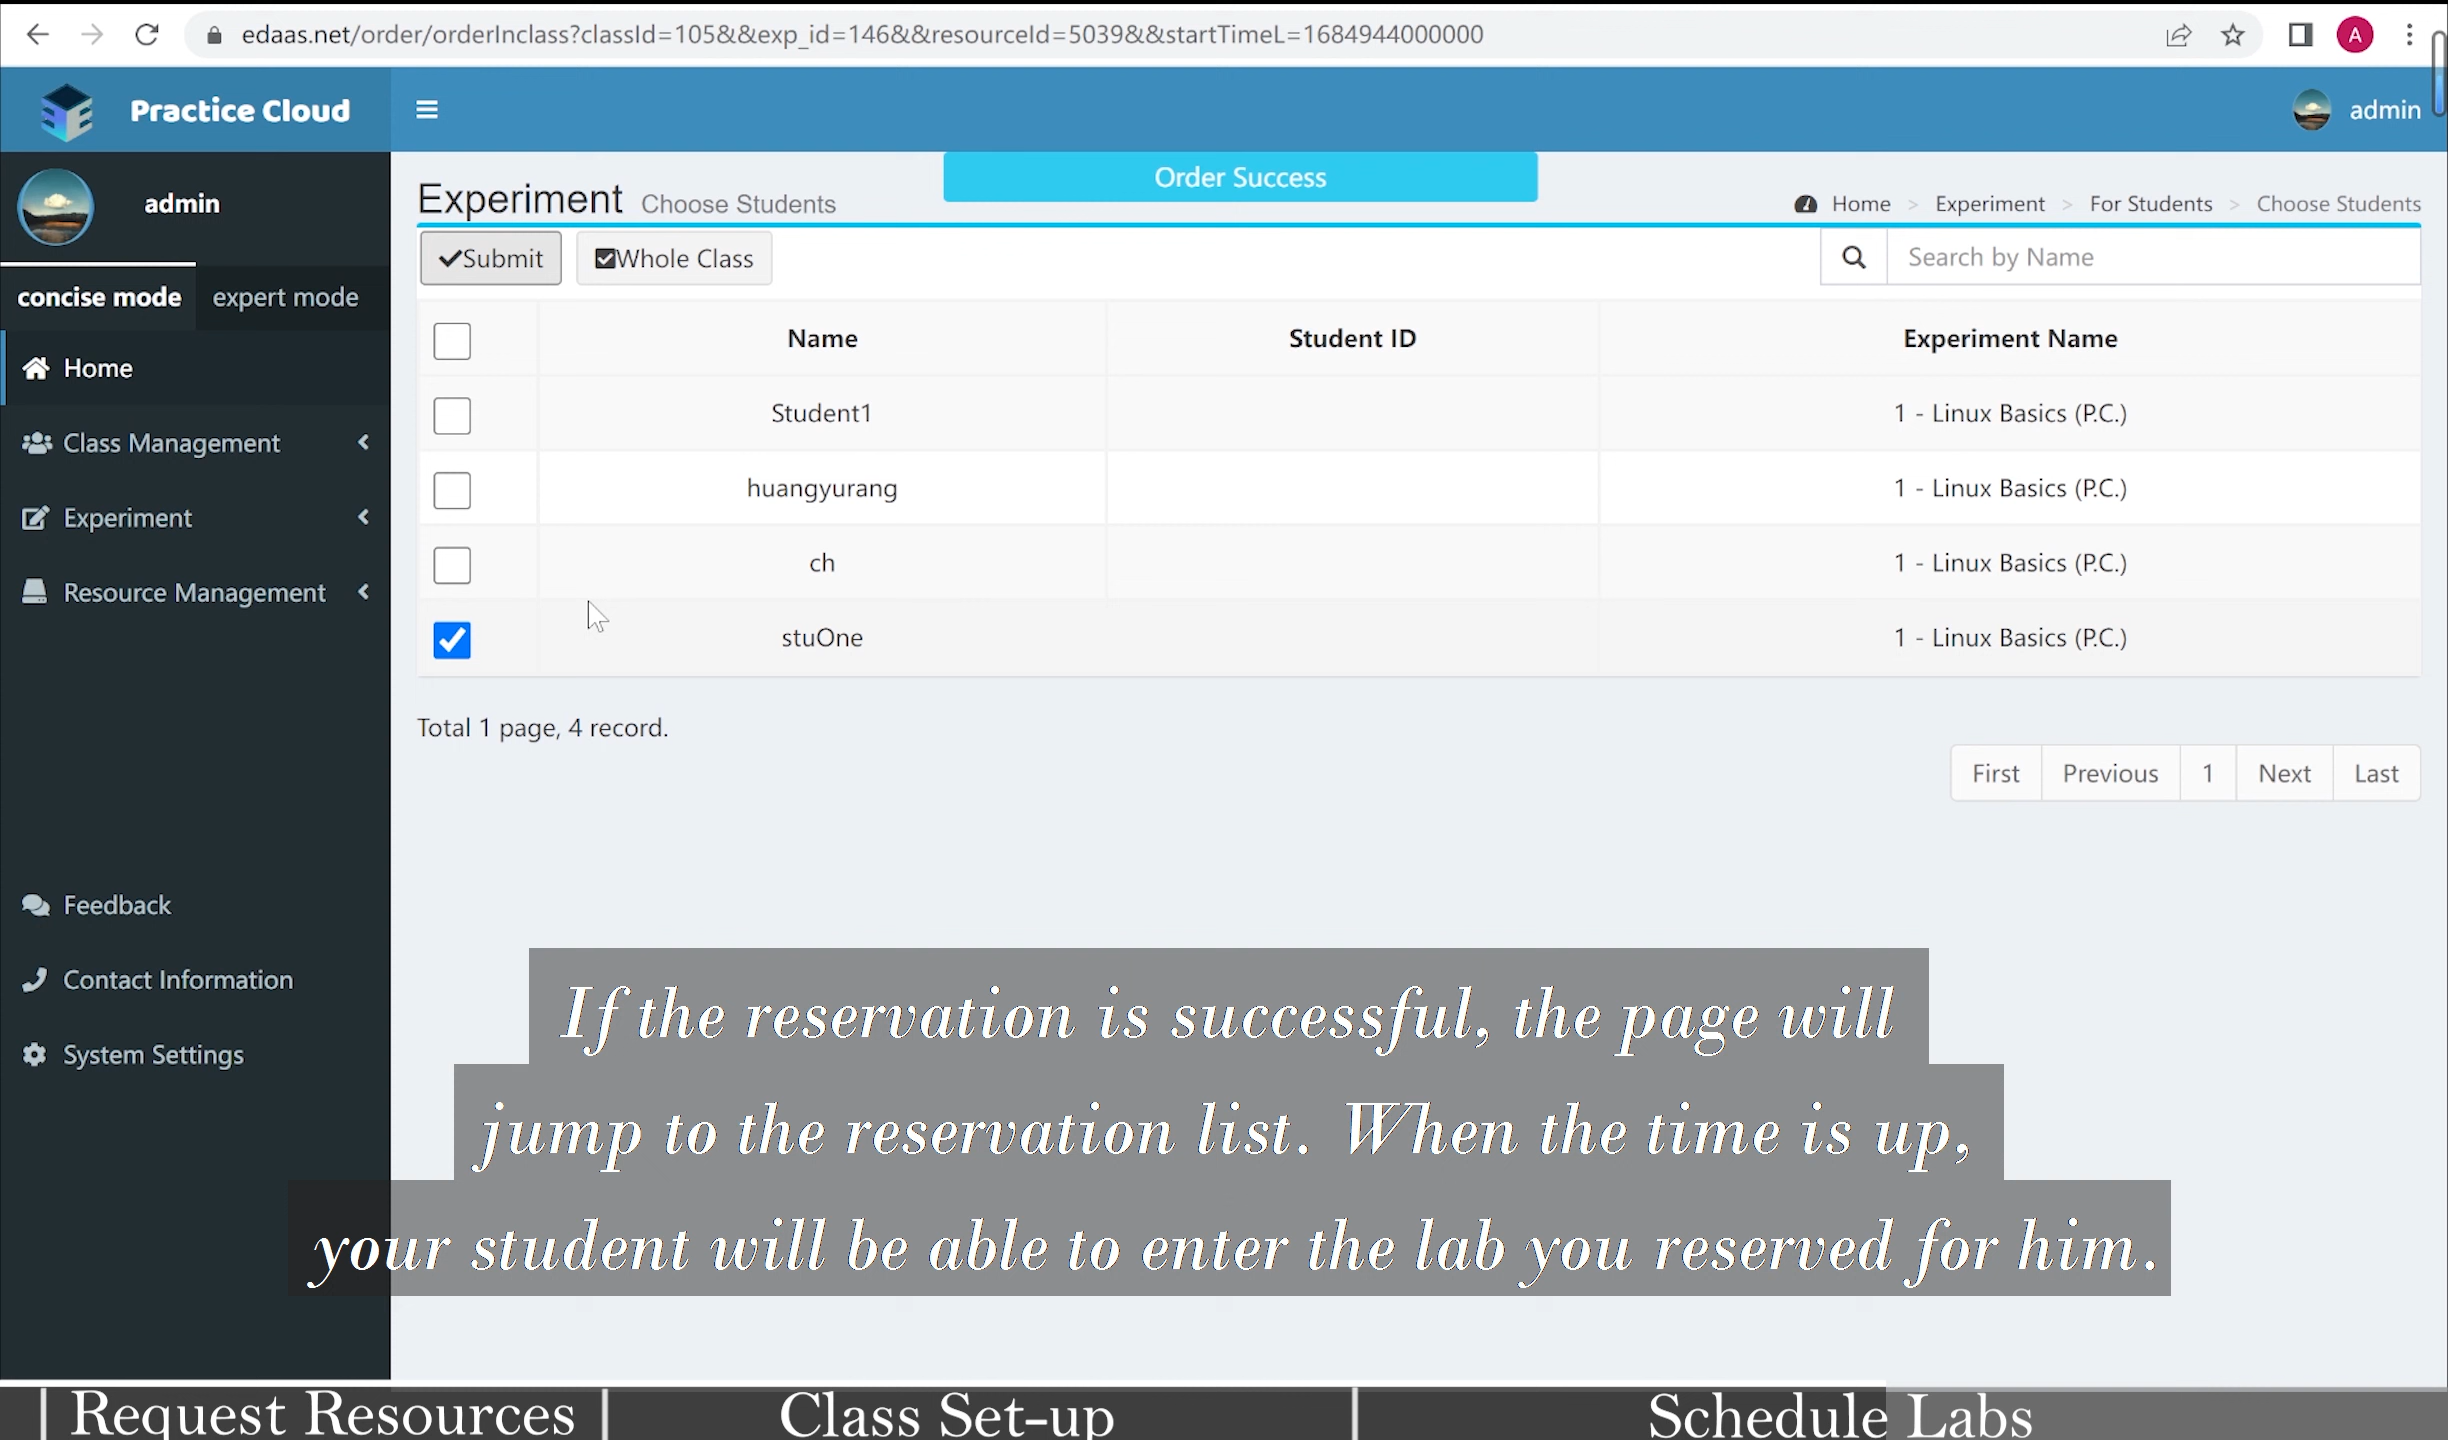 edaas.net/order/orderInclass?classId=105&&exp_id=146&&resourceId=5039&&startTimeL=1684944000000
A
Practice Cloud
admin
admin
concise mode
expert mode
Home
Class Management
Experiment
Resource Management
Feedback
Contact Information
System Settings
Order Success
Experiment Choose Students
Home > Experiment > For Students > Choose Students
Submit
Whole Class
Search by Name
Name Student ID Experiment Name
Student1 1 - Linux Basics (P.C.)
huangyurang 1 - Linux Basics (P.C.)
ch 1 - Linux Basics (P.C.)
stuOne 1 - Linux Basics (P.C.)
Total 1 page, 4 record.
First Previous 1 Next Last
If the reservation is successful, the page will
jump to the reservation list. When the time is up,
your student will be able to enter the lab you reserved for him.
| Request Resources | Class Set-up | Schedule Labs